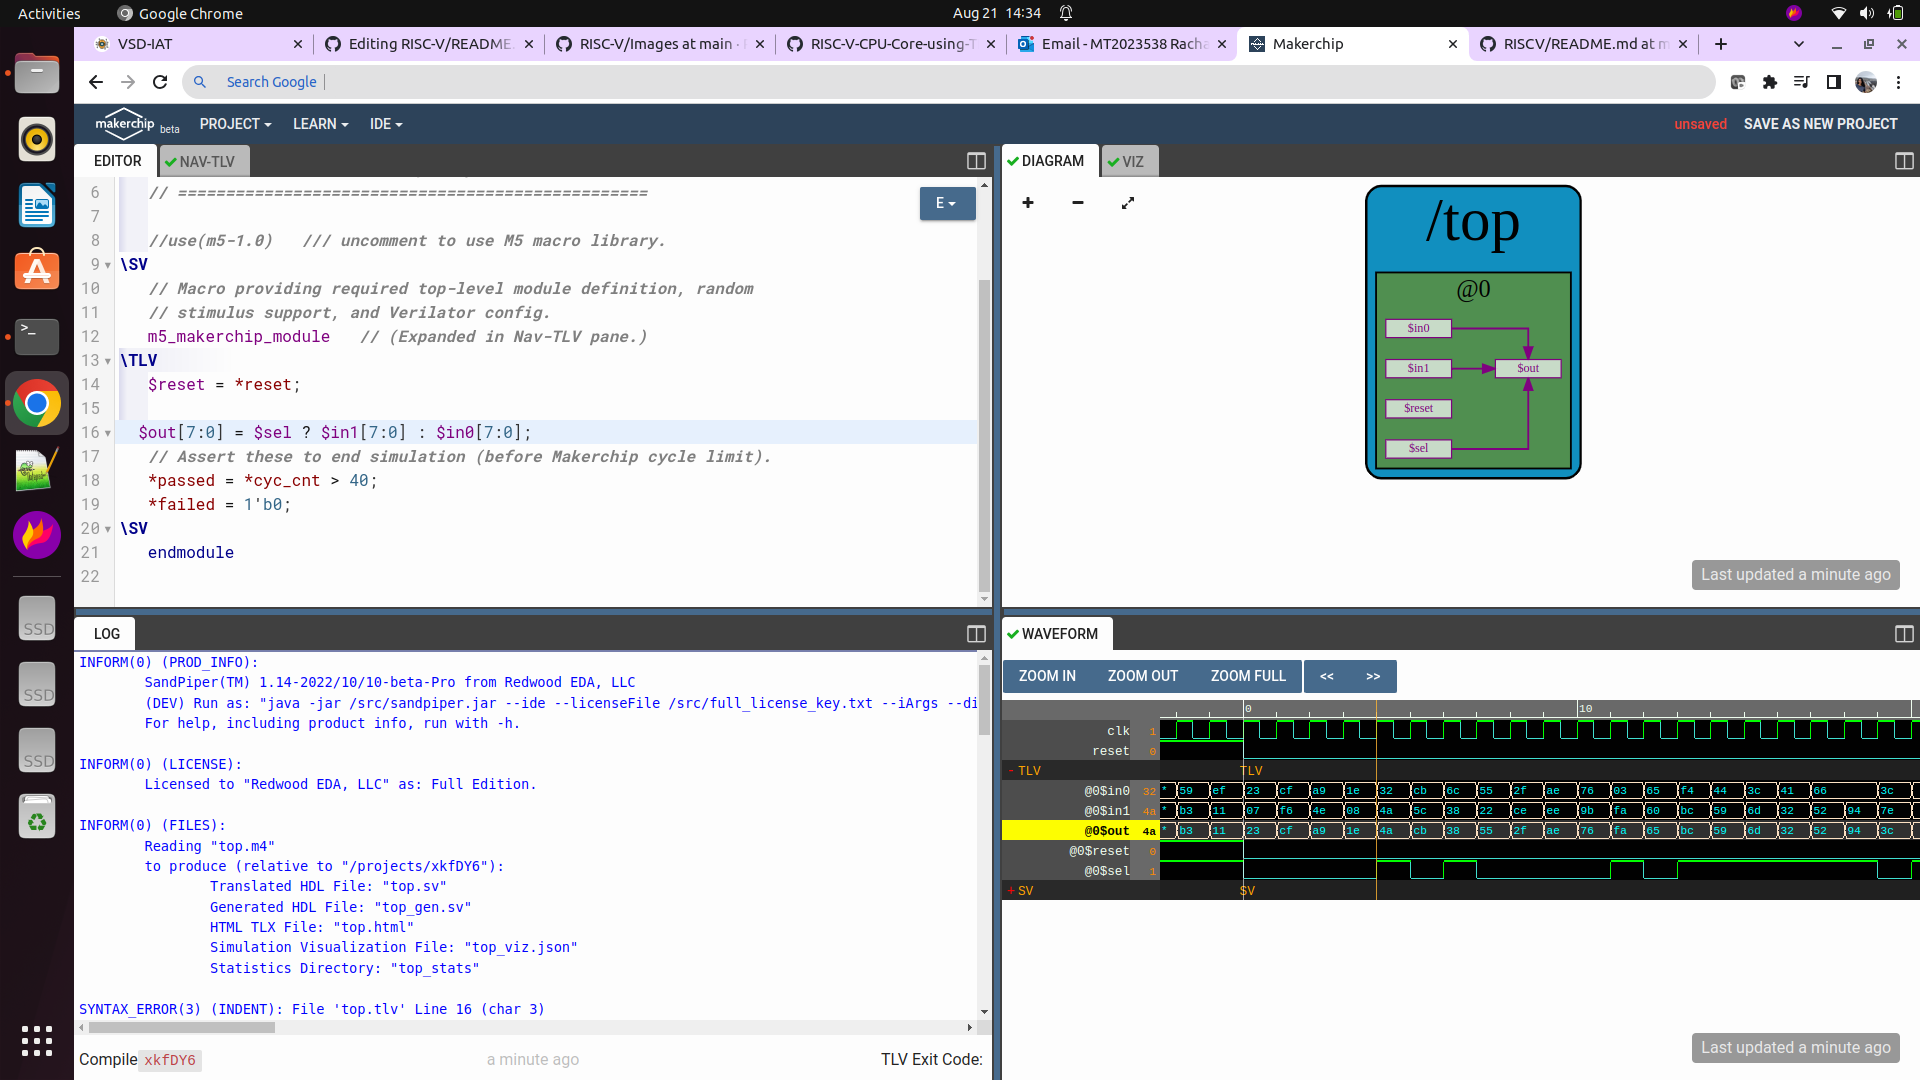 Activities
Google Chrome
Aug 21 14:34
VSD-IAT
Editing RISC-V/README.
RISC-V/Images at main ·
RISC-V-CPU-Core-using-T
Email - MT2023538 Racha
Makerchip
RISCV/README.md at m
Search Google
makerchip beta
PROJECT
LEARN
IDE
unsaved
SAVE AS NEW PROJECT
EDITOR
NAV-TLV
E
6 // =================================================
7
8 //use(m5-1.0) /// uncomment to use M5 macro library.
9 \SV
10 // Macro providing required top-level module definition, random
11 // stimulus support, and Verilator config.
12 m5_makerchip_module // (Expanded in Nav-TLV pane.)
13 \TLV
14 $reset = *reset;
15
16 $out[7:0] = $sel ? $in1[7:0] : $in0[7:0];
17 // Assert these to end simulation (before Makerchip cycle limit).
18 *passed = *cyc_cnt > 40;
19 *failed = 1'b0;
20 \SV
21 endmodule
22
DIAGRAM
VIZ
/top
@0
$in0
$in1
$out
$reset
$sel
Last updated a minute ago
LOG
INFORM(0) (PROD_INFO):
SandPiper(TM) 1.14-2022/10/10-beta-Pro from Redwood EDA, LLC
(DEV) Run as: "java -jar /src/sandpiper.jar --ide --licenseFile /src/full_license_key.txt --iArgs --di
For help, including product info, run with -h.
INFORM(0) (LICENSE):
Licensed to "Redwood EDA, LLC" as: Full Edition.
INFORM(0) (FILES):
Reading "top.m4"
to produce (relative to "/projects/xkfDY6"):
Translated HDL File: "top.sv"
Generated HDL File: "top_gen.sv"
HTML TLX File: "top.html"
Simulation Visualization File: "top_viz.json"
Statistics Directory: "top_stats"
SYNTAX_ERROR(3) (INDENT): File 'top.tlv' Line 16 (char 3)
Compile xkfDY6
a minute ago
TLV Exit Code:
WAVEFORM
ZOOM IN
ZOOM OUT
ZOOM FULL
<<
>>
0 10
clk 1
reset 0
- TLV TLV
@0$in0 32 * 59 ef 23 cf a9 1e 32 cb 6c 55 2f ae 76 03 65 f4 44 3c 41 66 3c
@0$in1 4a * b3 11 07 f6 4e 08 4a 5c 38 22 ce ee 9b fa 60 bc 59 6d 32 52 94 7e
@0$out 4a * b3 11 23 cf a9 1e 4a cb 38 55 2f ae 76 fa 65 bc 59 6d 32 52 94 3c
@0$reset 0
@0$sel 1
+ SV SV
Last updated a minute ago
SSD
SSD
SSD